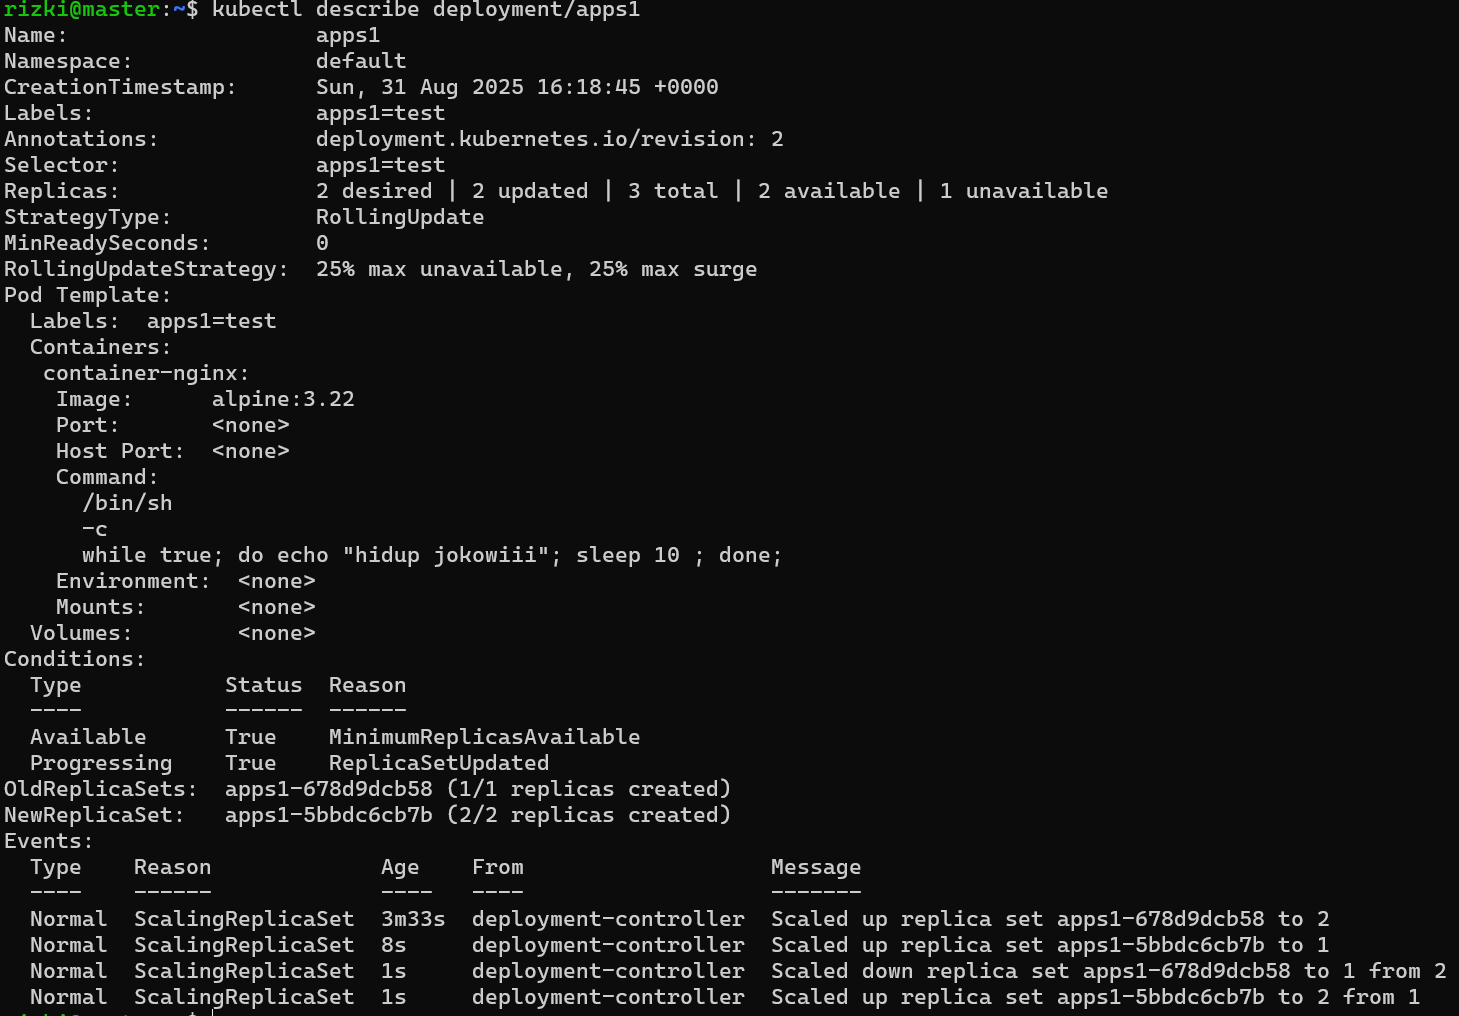 rizki@master:~$ kubectl describe deployment/apps1
Name:                   apps1
Namespace:              default
CreationTimestamp:      Sun, 31 Aug 2025 16:18:45 +0000
Labels:                 apps1=test
Annotations:            deployment.kubernetes.io/revision: 2
Selector:               apps1=test
Replicas:               2 desired | 2 updated | 3 total | 2 available | 1 unavailable
StrategyType:           RollingUpdate
MinReadySeconds:        0
RollingUpdateStrategy:  25% max unavailable, 25% max surge
Pod Template:
  Labels:  apps1=test
  Containers:
   container-nginx:
    Image:      alpine:3.22
    Port:       <none>
    Host Port:  <none>
    Command:
      /bin/sh
      -c
      while true; do echo "hidup jokowiii"; sleep 10 ; done;
    Environment:  <none>
    Mounts:       <none>
  Volumes:        <none>
Conditions:
  Type           Status  Reason
  ----           ------  ------
  Available      True    MinimumReplicasAvailable
  Progressing    True    ReplicaSetUpdated
OldReplicaSets:  apps1-678d9dcb58 (1/1 replicas created)
NewReplicaSet:   apps1-5bbdc6cb7b (2/2 replicas created)
Events:
  Type    Reason             Age    From                   Message
  ----    ------             ----   ----                   -------
  Normal  ScalingReplicaSet  3m33s  deployment-controller  Scaled up replica set apps1-678d9dcb58 to 2
  Normal  ScalingReplicaSet  8s     deployment-controller  Scaled up replica set apps1-5bbdc6cb7b to 1
  Normal  ScalingReplicaSet  1s     deployment-controller  Scaled down replica set apps1-678d9dcb58 to 1 from 2
  Normal  ScalingReplicaSet  1s     deployment-controller  Scaled up replica set apps1-5bbdc6cb7b to 2 from 1